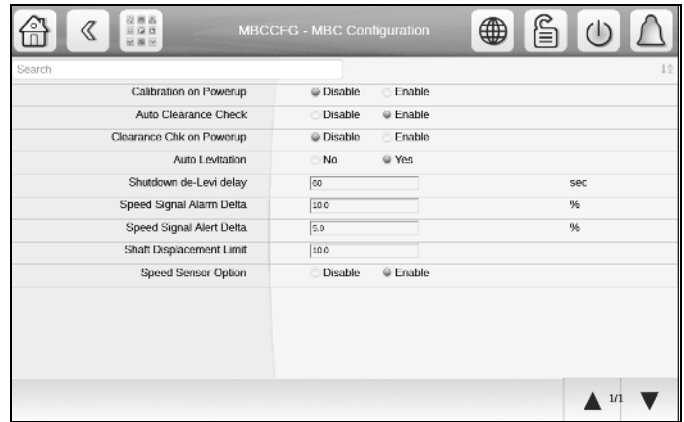 MBCCFG - MBC Configuration
Search
Calibration on Powerup Disable Enable
Auto Clearance Check Disable Enable
Clearance Chk on Powerup Disable Enable
Auto Levitation No Yes
Shutdown de-Levi delay 60 sec
Speed Signal Alarm Delta 10.0 %
Speed Signal Alert Delta 5.0 %
Shaft Displacement Limit 10.0
Speed Sensor Option Disable Enable
1/1